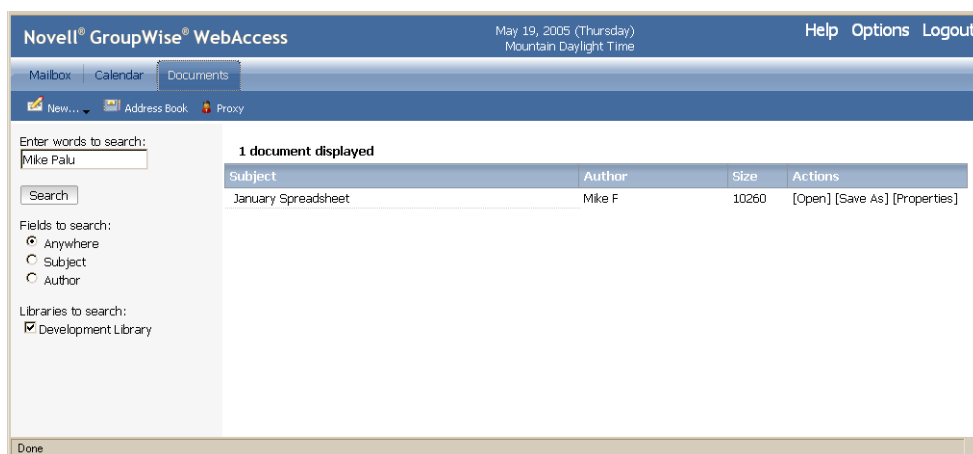 Novell® GroupWise® WebAccess
May 19, 2005 (Thursday)
Mountain Daylight Time
Help Options Logout
Mailbox Calendar Documents
New... Address Book Proxy
Enter words to search:
Mike Palu
Search
Fields to search:
Anywhere
Subject
Author
Libraries to search:
Development Library
1 document displayed
Subject Author Size Actions
January Spreadsheet Mike F 10260 [Open] [Save As] [Properties]
Done